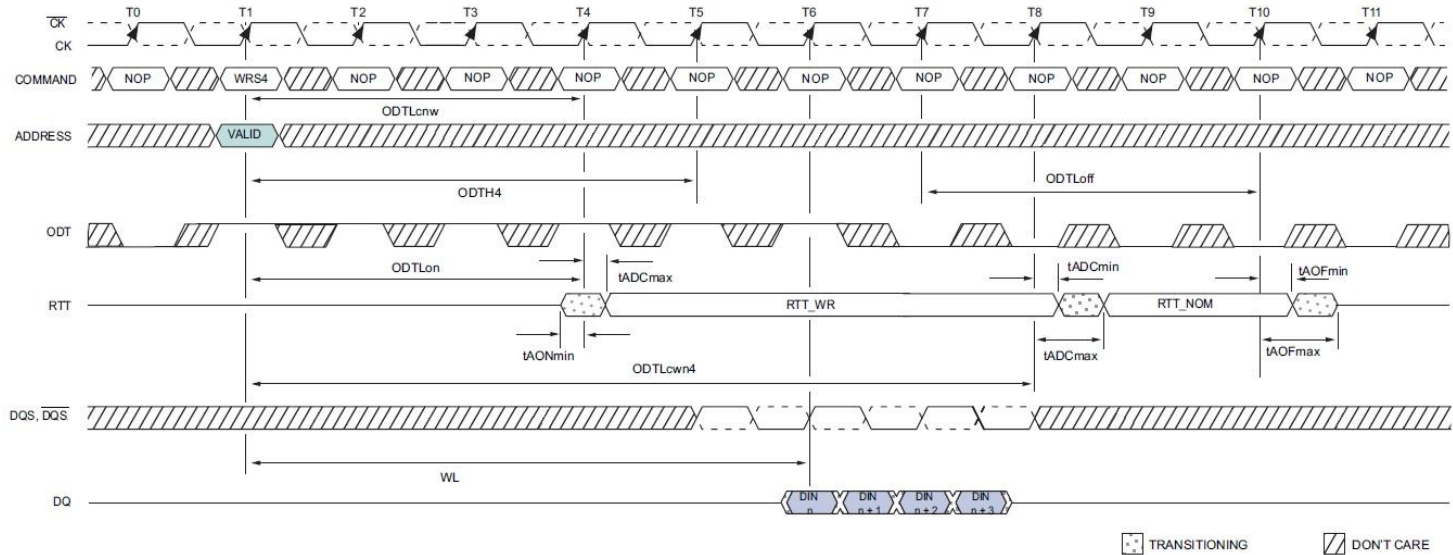 T0 T1 T2 T3 T4 T5 T6 T7 T8 T9 T10 T11
CK
CK
COMMAND NOP WRS4 NOP NOP NOP NOP NOP NOP NOP NOP NOP NOP
ODTLcnw
ADDRESS VALID
ODTH4 ODTLoff
ODT
ODTLon tADCmax tADCmin tAOFmin
RTT RTT_WR RTT_NOM
tAONmin tADCmax tAOFmax
ODTLcwn4
DQS, DQS
WL
DQ DIN n DIN n + 1 DIN n + 2 DIN n + 3
TRANSITIONING DON'T CARE